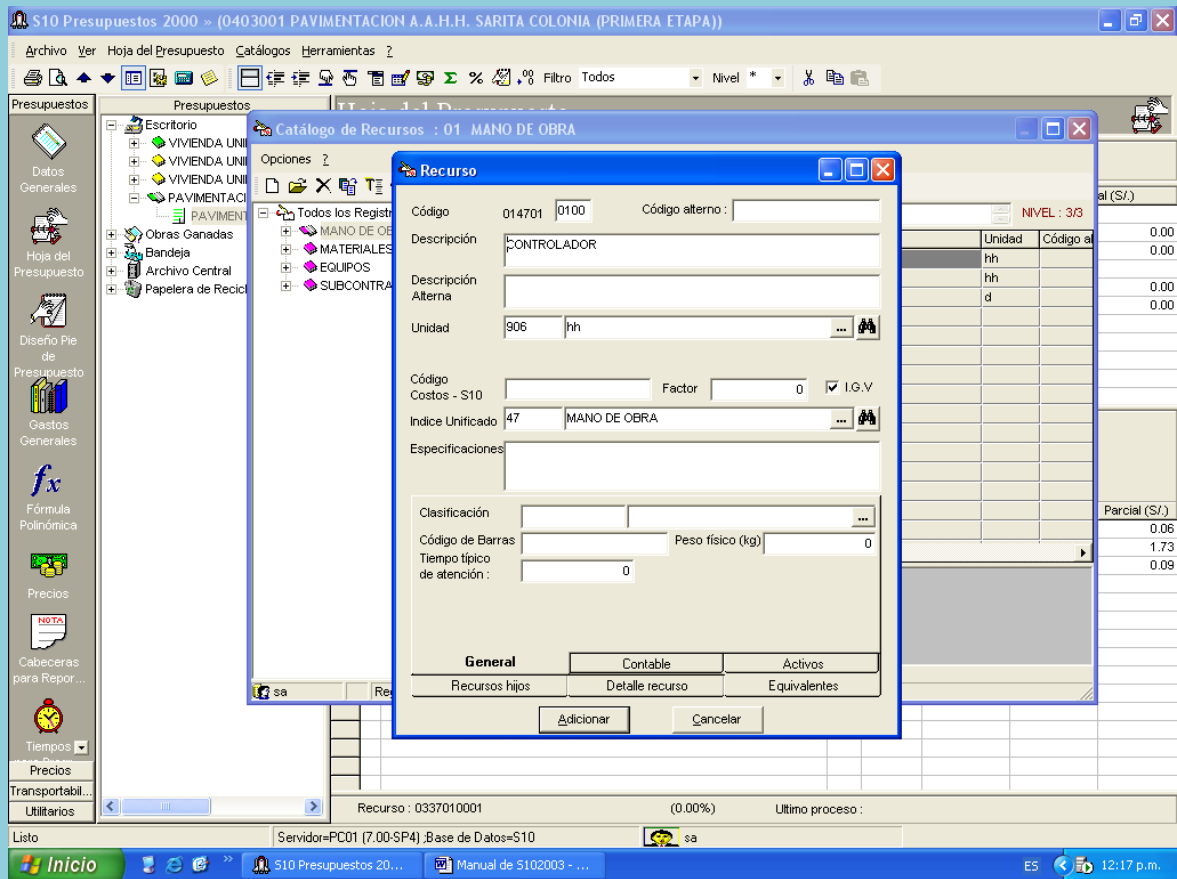 S10 Presupuestos 2000 » (0403001 PAVIMENTACION A.A.H.H. SARITA COLONIA (PRIMERA ETAPA))
Archivo Ver Hoja del Presupuesto Catálogos Herramientas ?
Filtro Todos Nivel *
Presupuestos
Presupuestos
Datos Generales
Hoja del Presupuesto
Diseño Pie de Presupuesto
Gastos Generales
fx
Fórmula Polinómica
Precios
NOTA
Cabeceras para Repor...
Tiempos
Precios
Transportabil...
Utilitarios
Escritorio
VIVIENDA UNI
VIVIENDA UNI
VIVIENDA UNI
PAVIMENTACI
PAVIMENT
Obras Ganadas
Bandeja
Archivo Central
Papelera de Recicl
Hoja del Presupuesto
Catálogo de Recursos : 01 MANO DE OBRA
Opciones ?
Todos los Registr
MANO DE OB
MATERIALES
EQUIPOS
SUBCONTRA
NIVEL : 3/3
Unidad Código al
hh
hh
d
sa Re
Recurso
Código 014701 0100 Código alterno :
Descripción CONTROLADOR
Descripción Alterna
Unidad 906 hh ...
Código Costos - S10 Factor 0 I.G.V
Indice Unificado 47 MANO DE OBRA ...
Especificaciones
Clasificación ...
Código de Barras Peso físico (kg) 0
Tiempo típico de atención : 0
General Contable Activos
Recursos hijos Detalle recurso Equivalentes
Adicionar Cancelar
al (S/.)
0.00
0.00
0.00
0.00
Parcial (S/.)
0.06
1.73
0.09
Recurso : 0337010001 (0.00%) Ultimo proceso :
Listo Servidor=PC01 (7.00-SP4) ;Base de Datos=S10 sa
Inicio » S10 Presupuestos 20... Manual de S102003 - ... ES 12:17 p.m.